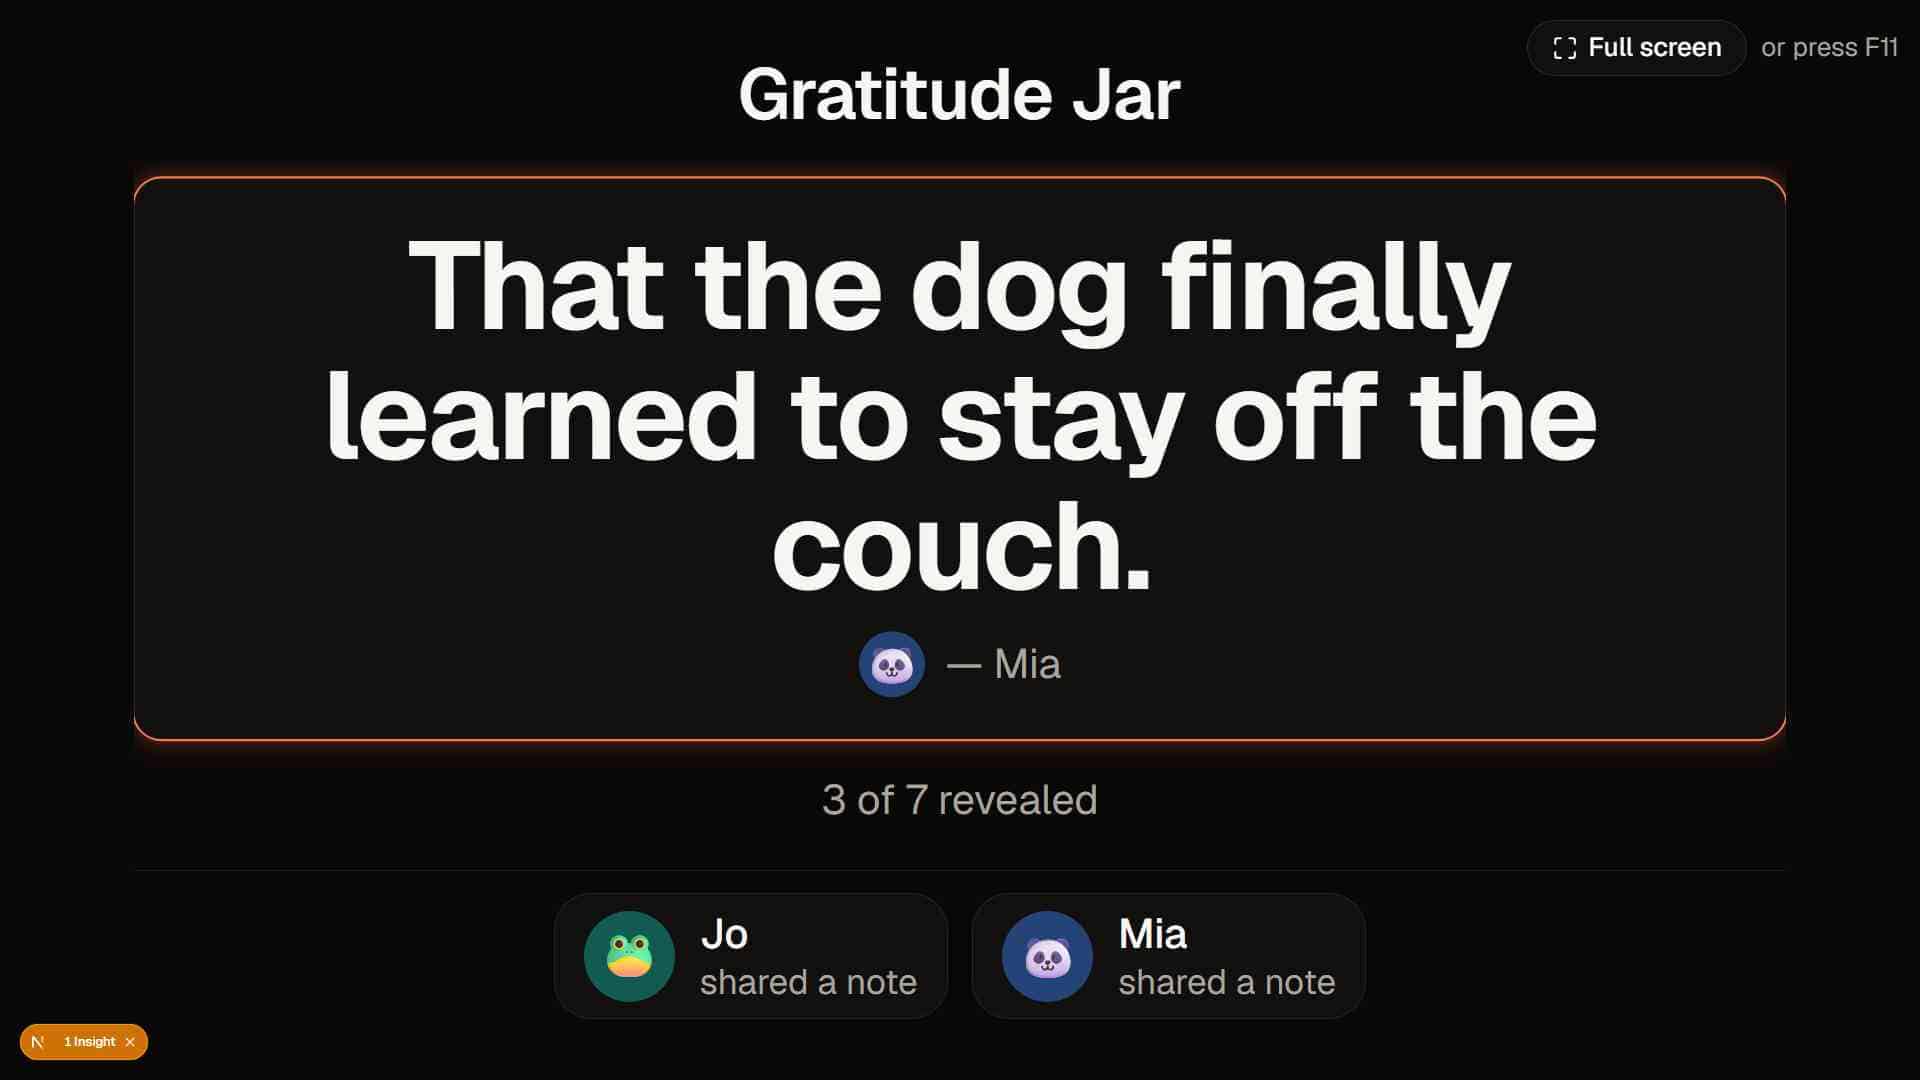 Full screen or press F11
Gratitude Jar
That the dog finally
learned to stay off the
couch.
— Mia
3 of 7 revealed
Jo
shared a note
Mia
shared a note
1 Insight